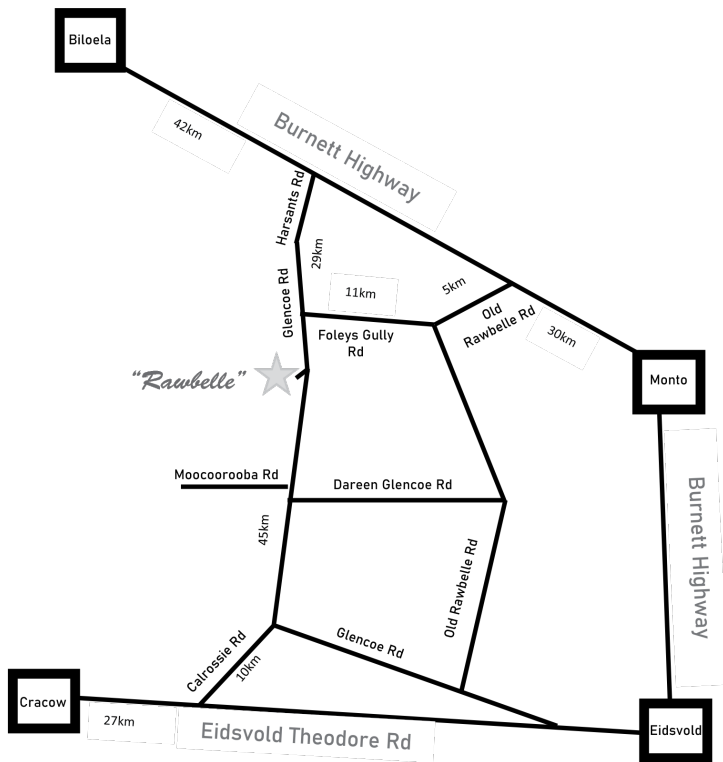 Biloela
42km
Burnett Highway
Harsants Rd
29km
Glencoe Rd
11km
5km
Old
Rawbelle Rd
30km
Foleys Gully
Rd
"Rawbelle"
Monto
Moocoorooba Rd
Dareen Glencoe Rd
45km
Burnett Highway
Old Rawbelle Rd
Calrossie Rd
10km
Glencoe Rd
Cracow
27km
Eidsvold Theodore Rd
Eidsvold